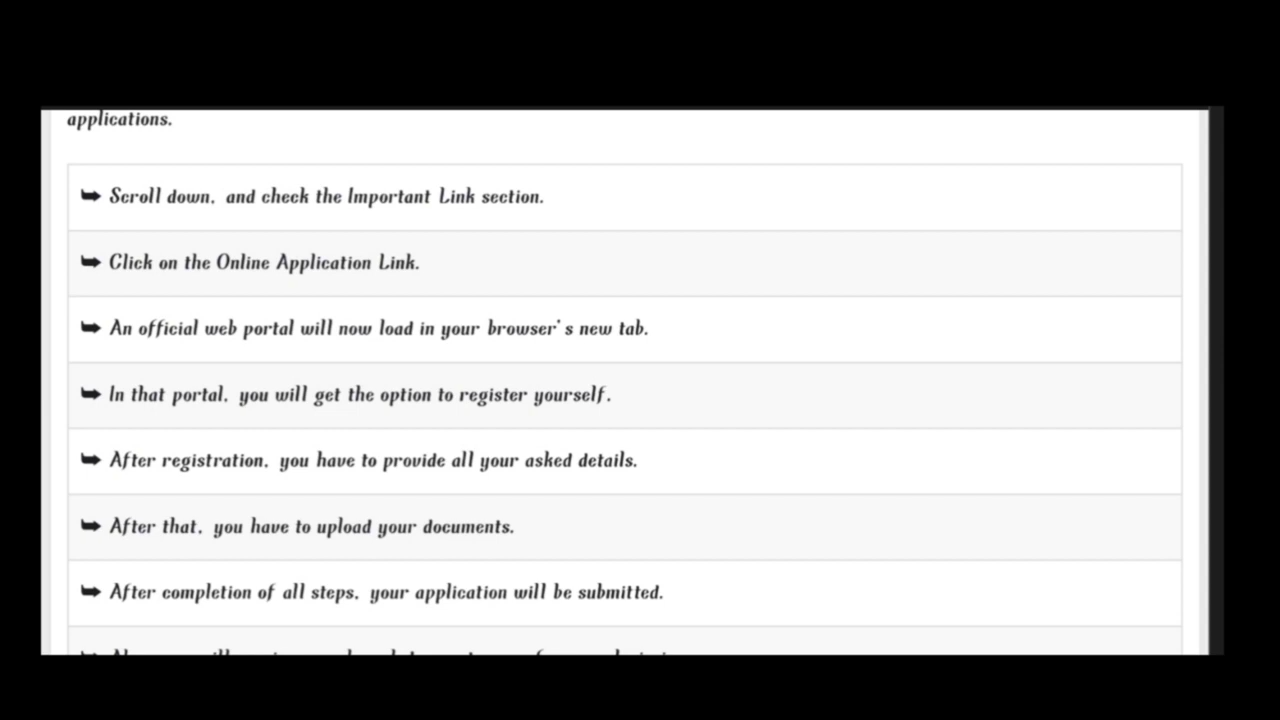 applications.
➥ Scroll down, and check the Important Link section.
➥ Click on the Online Application Link.
➥ An official web portal will now load in your browser's new tab.
➥ In that portal, you will get the option to register yourself.
➥ After registration, you have to provide all your asked details.
➥ After that, you have to upload your documents.
➥ After completion of all steps, your application will be submitted.